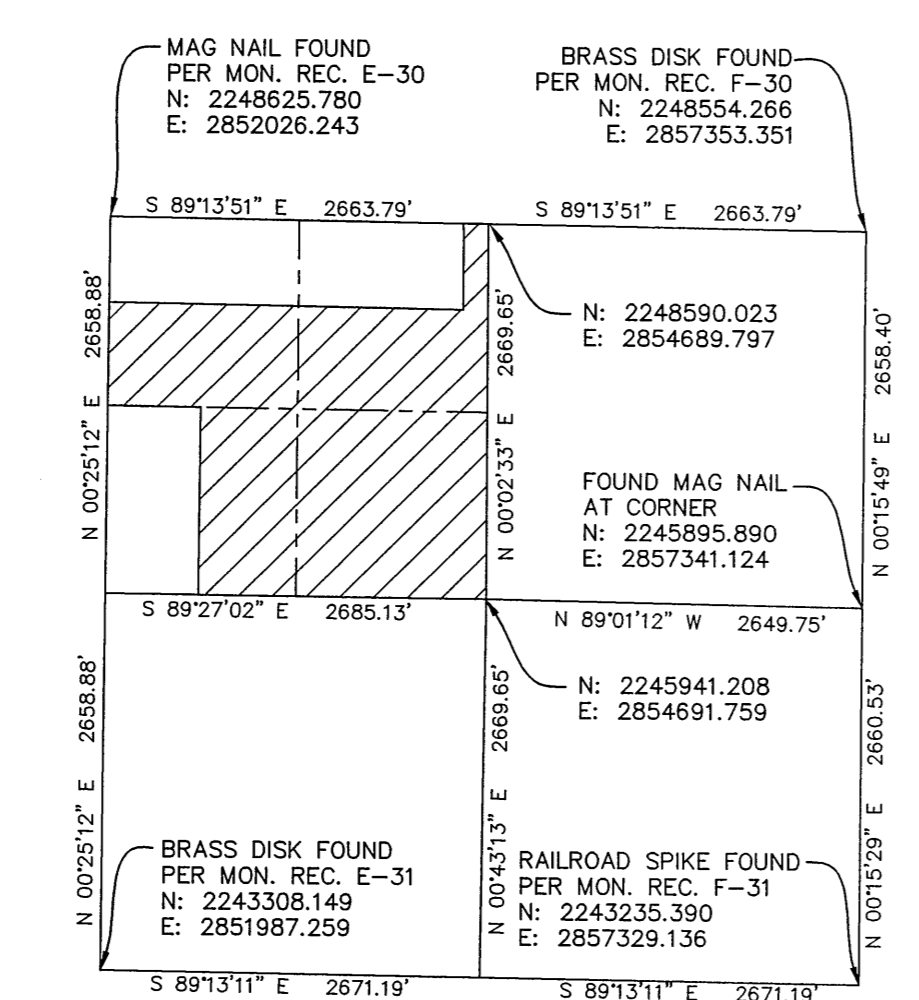 MAG NAIL FOUND
PER MON. REC. E-30
N: 2248625.780
E: 2852026.243
BRASS DISK FOUND
PER MON. REC. F-30
N: 2248554.266
E: 2857353.351
S 89°13'51" E 2663.79'
S 89°13'51" E 2663.79'
N 00°25'12" E 2658.88'
N 00°02'33" E 2669.65'
N: 2248590.023
E: 2854689.797
N 00°15'49" E 2658.40'
FOUND MAG NAIL
AT CORNER
N: 2245895.890
E: 2857341.124
S 89°27'02" E 2685.13'
N 89°01'12" W 2649.75'
N: 2245941.208
E: 2854691.759
N 00°25'12" E 2658.88'
N 00°43'13" E 2669.65'
N 00°15'29" E 2660.53'
BRASS DISK FOUND
PER MON. REC. E-31
N: 2243308.149
E: 2851987.259
RAILROAD SPIKE FOUND
PER MON. REC. F-31
N: 2243235.390
E: 2857329.136
S 89°13'11" E 2671.19'
S 89°13'11" E 2671.19'